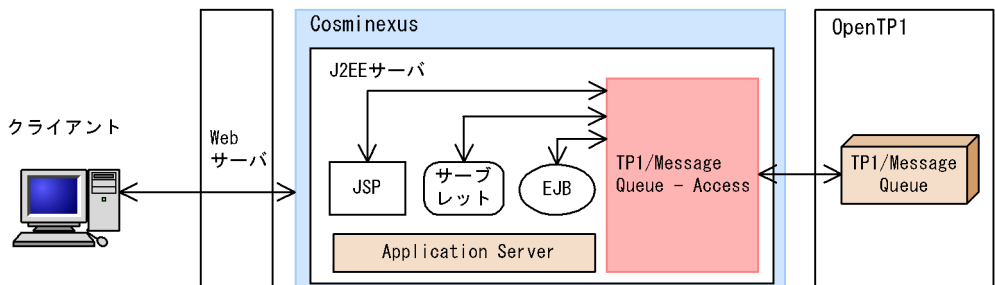 クライアント
Web
サーバ
Cosminexus
J2EEサーバ
JSP
サーブ
レット
EJB
Application Server
TP1/Message
Queue - Access
OpenTP1
TP1/Message
Queue